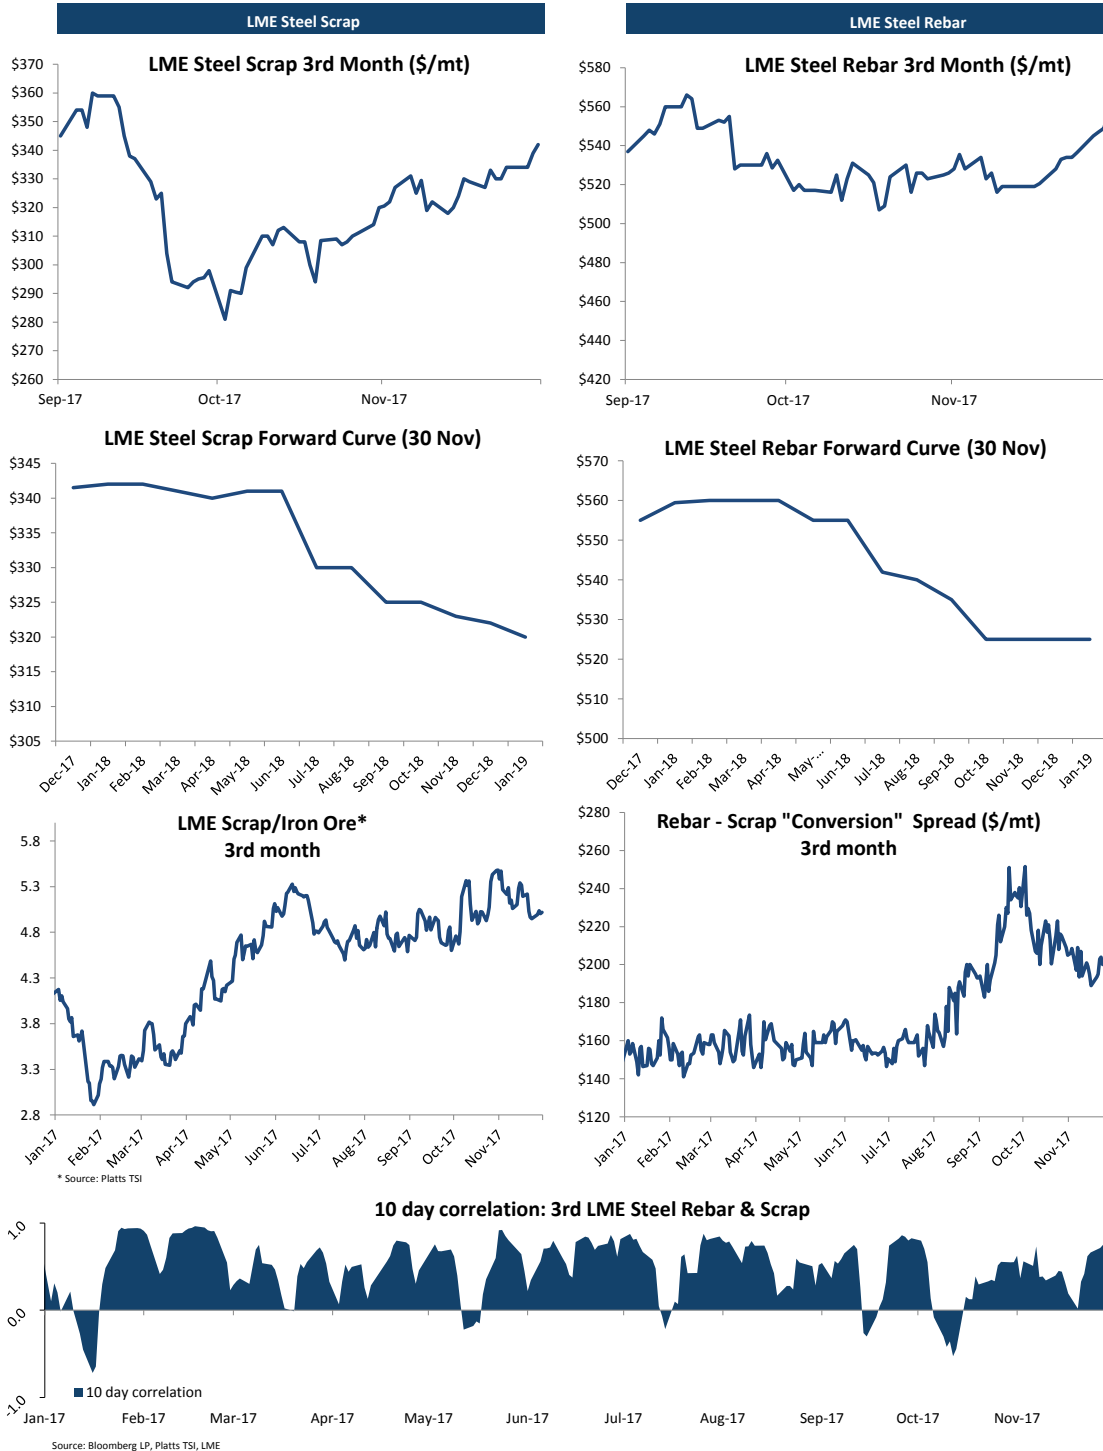 LME Steel Scrap
LME Steel Rebar
LME Steel Scrap 3rd Month ($/mt)
$370
$360
$350
$340
$330
$320
$310
$300
$290
$280
$270
$260
Sep-17 Oct-17 Nov-17
LME Steel Rebar 3rd Month ($/mt)
$580
$560
$540
$520
$500
$480
$460
$440
$420
Sep-17 Oct-17 Nov-17
LME Steel Scrap Forward Curve (30 Nov)
$345
$340
$335
$330
$325
$320
$315
$310
$305
Dec-17 Jan-18 Feb-18 Mar-18 Apr-18 May-18 Jun-18 Jul-18 Aug-18 Sep-18 Oct-18 Nov-18 Dec-18 Jan-19
LME Steel Rebar Forward Curve (30 Nov)
$570
$560
$550
$540
$530
$520
$510
$500
Dec-17 Jan-18 Feb-18 Mar-18 Apr-18 May-... Jun-18 Jul-18 Aug-18 Sep-18 Oct-18 Nov-18 Dec-18 Jan-19
LME Scrap/Iron Ore*
3rd month
5.8
5.3
4.8
4.3
3.8
3.3
2.8
Jan-17 Feb-17 Mar-17 Apr-17 May-17 Jun-17 Jul-17 Aug-17 Sep-17 Oct-17 Nov-17
* Source: Platts TSI
Rebar - Scrap "Conversion" Spread ($/mt)
3rd month
$280
$260
$240
$220
$200
$180
$160
$140
$120
Jan-17 Feb-17 Mar-17 Apr-17 May-17 Jun-17 Jul-17 Aug-17 Sep-17 Oct-17 Nov-17
10 day correlation: 3rd LME Steel Rebar & Scrap
1.0
0.0
-1.0
10 day correlation
Jan-17 Feb-17 Mar-17 Apr-17 May-17 Jun-17 Jul-17 Aug-17 Sep-17 Oct-17 Nov-17
Source: Bloomberg LP, Platts TSI, LME